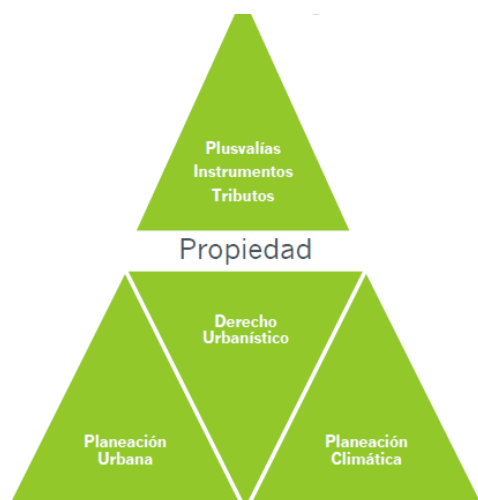 Plusvalías
Instrumentos
Tributos
Propiedad
Derecho
Urbanístico
Planeación
Urbana
Planeación
Climática